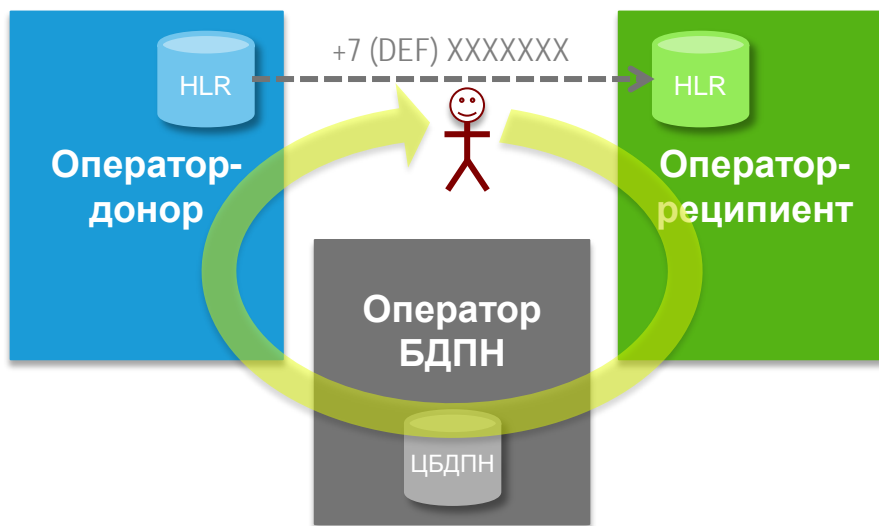 +7 (DEF) XXXXXXX
HLR
HLR
Оператор-
донор
Оператор-
реципиент
Оператор
БДПН
ЦБДПН